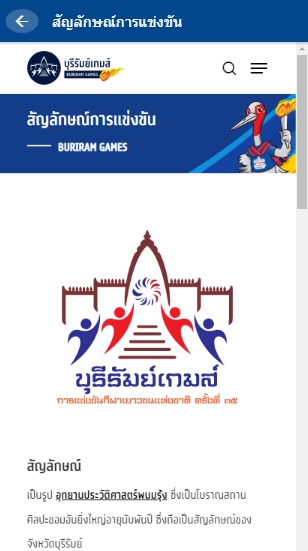 สัญลักษณ์การแข่งขัน
บุรีรัมย์เกมส์
BURIRAM GAMES
สัญลักษณ์การแข่งขัน
BURIRAM GAMES
บุรีรัมย์เกมส์
การแข่งขันกีฬาเยาวชนแห่งชาติ ครั้งที่ ๓๕
สัญลักษณ์
เป็นรูป อุทยานประวัติศาสตร์พนมรุ้ง ซึ่งเป็นโบราณสถาน
ศิลปะขอมอันยิ่งใหญ่อายุนับพันปี ซึ่งถือเป็นสัญลักษณ์ของ
จังหวัดบุรีรัมย์